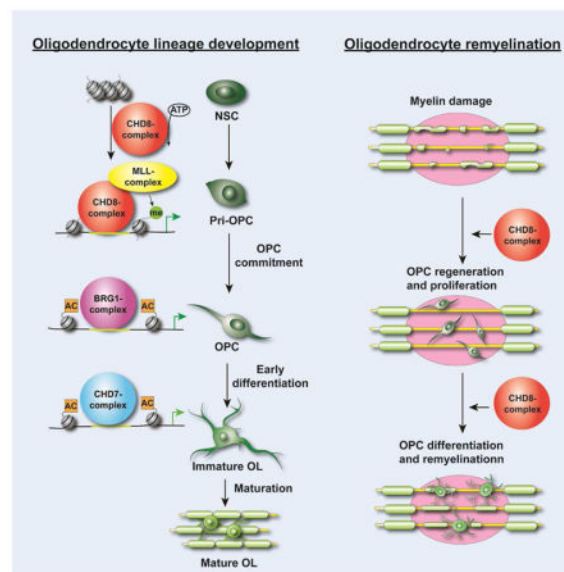 Oligodendrocyte lineage development
ATP
CHD8-
complex
NSC
MLL-
complex
CHD8-
complex
me
Pri-OPC
OPC
commitment
AC
BRG1-
complex
AC
OPC
Early
differentiation
AC
CHD7-
complex
AC
Immature OL
Maturation
Mature OL
Oligodendrocyte remyelination
Myelin damage
CHD8-
complex
OPC regeneration
and proliferation
CHD8-
complex
OPC differentiation
and remyelinationn